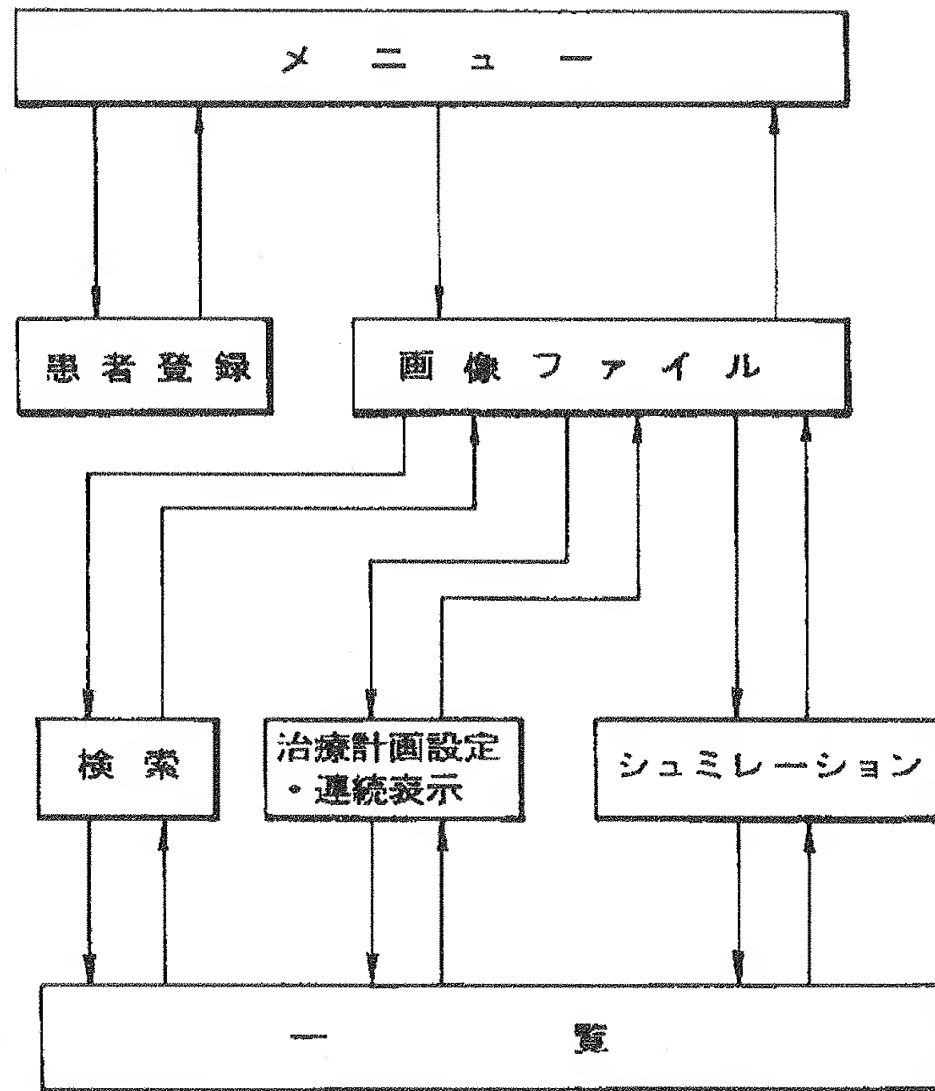 メニュー
患者登録
画像ファイル
検索
治療計画設定
・連続表示
シュミレーション
一覧